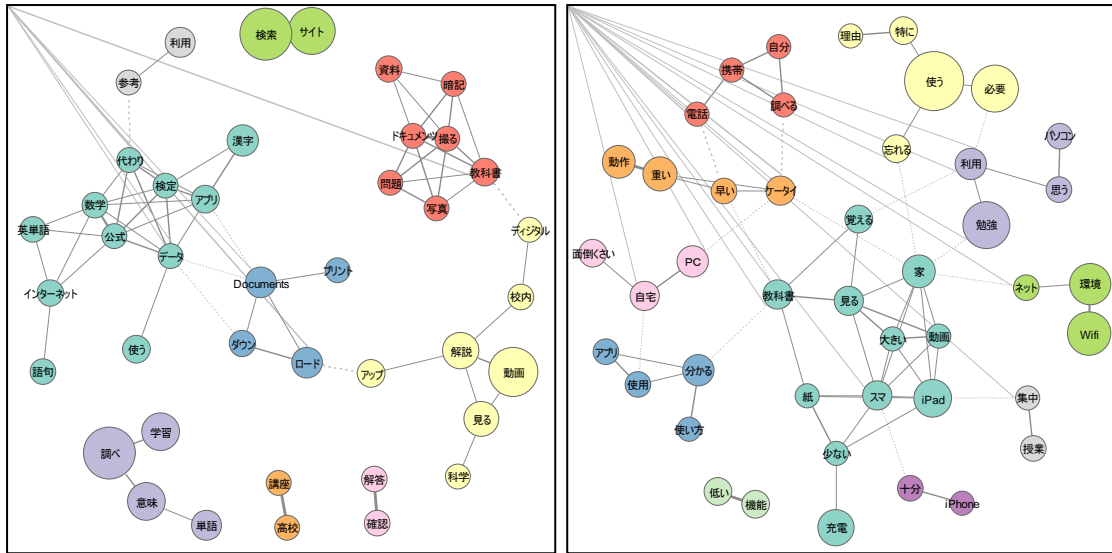 利用
検索
サイト
参考
資料
暗記
ドキュメンツ
撮る
教科書
問題
写真
漢字
代わり
検定
アプリ
数学
英単語
公式
データ
インターネット
語句
使う
Documents
プリント
ダウン
ロード
アップ
ディジタル
校内
解説
動画
見る
科学
調べ
学習
意味
単語
講座
高校
解答
確認
理由
特に
使う
必要
忘れる
自分
携帯
調べる
電話
動作
重い
早い
ケータイ
利用
パソコン
思う
勉強
覚える
面倒くさい
PC
自宅
教科書
家
見る
大きい
動画
ネット
環境
Wifi
アプリ
使用
分かる
使い方
紙
スマ
iPad
集中
授業
少ない
低い
機能
十分
iPhone
充電